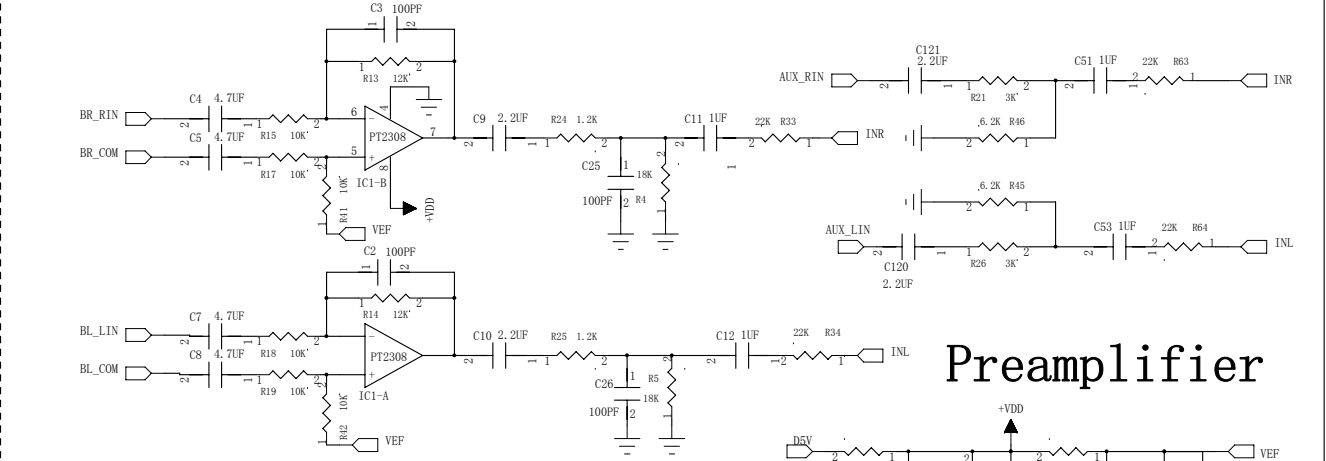 C3 100PF
1 2
1 2
R13 12K
C4 4.7UF
BR_RIN
2 1 1 2
R15 10K
6
4
PT2308
7
C5 4.7UF
BR_COM
2 1 1 2
R17 10K
5
8
IC1-B
+VDD
2
10K
R41
1
VEF
C9 2.2UF
2 1
R24 1.2K
1 2
C25
1
100PF
2
18K
R4
2
1
C11 1UF
2
1
22K R33
2 1
INR
C121
2.2UF
AUX_RIN
2 1
R21 3K
1 2
C51 1UF
2 1
22K R63
2 1
INR
6.2K R46
2 1
6.2K R45
2 1
AUX_LIN
2 1
C120
2.2UF
R26 3K
1 2
C53 1UF
2 1
22K R64
2 1
INL
C2 100PF
1 2
1 2
R14 12K
C7 4.7UF
BL_LIN
2 1 1 2
R18 10K
PT2308
C8 4.7UF
BL_COM
2 1 1 2
R19 10K
IC1-A
2
10K
R42
1
VEF
C10 2.2UF
2 1
R25 1.2K
1 2
C26
1
100PF
2
R5
18K
2
1
C12 1UF
2 1
22K R34
2 1
INL
Preamplifier
+VDD
D5V
2 1
2
2 1
2
VEF